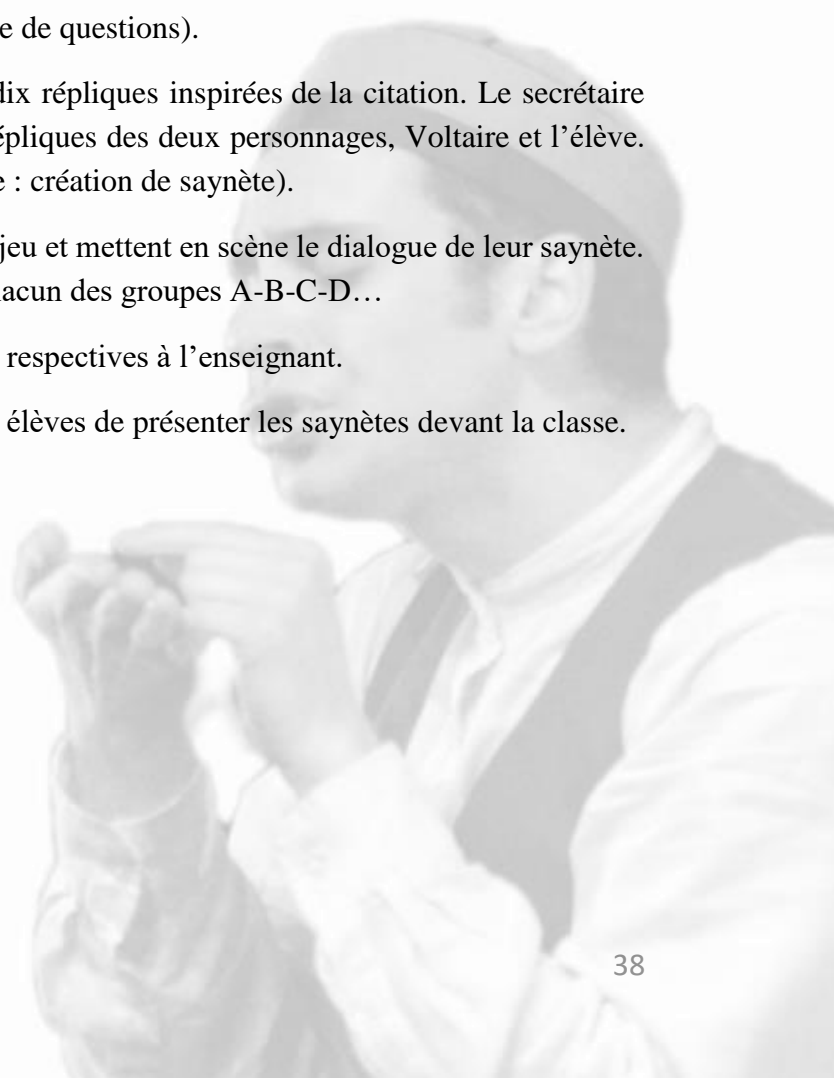 e de questions).
dix répliques inspirées de la citation. Le secrétaire
épliques des deux personnages, Voltaire et l’élève.
e : création de saynète).
jeu et mettent en scène le dialogue de leur saynète.
acun des groupes A-B-C-D…
respectives à l’enseignant.
élèves de présenter les saynètes devant la classe.
38